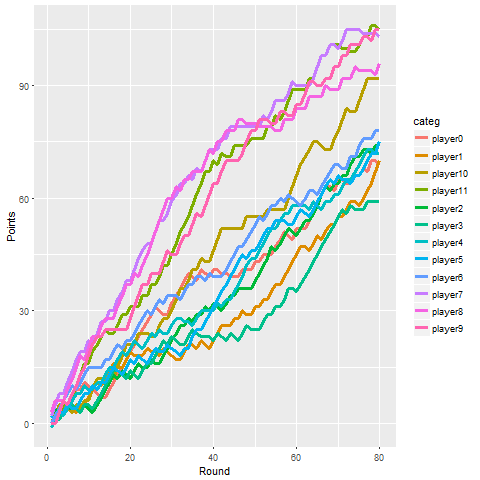 90
60
30
0
0
20
40
60
80
Round
Points
categ
player0
player1
player10
player11
player2
player3
player4
player5
player6
player7
player8
player9